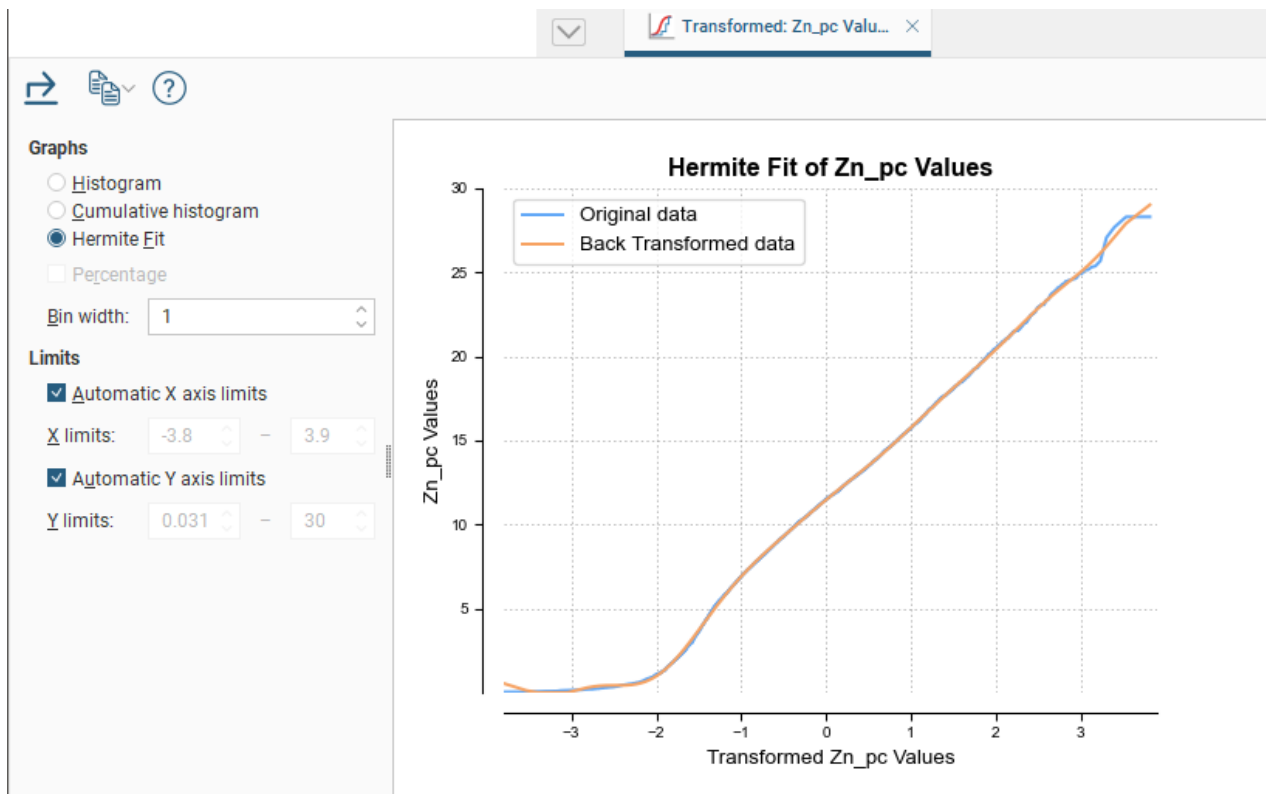 Transformed: Zn_pc Valu... ×
?
Graphs
Histogram
Cumulative histogram
Hermite Fit
Percentage
Bin width: 1
Limits
Automatic X axis limits
X limits: -3.8 – 3.9
Automatic Y axis limits
Y limits: 0.031 – 30
Hermite Fit of Zn_pc Values
Original data
Back Transformed data
30
25
20
15
10
5
Zn_pc Values
−3 −2 −1 0 1 2 3
Transformed Zn_pc Values